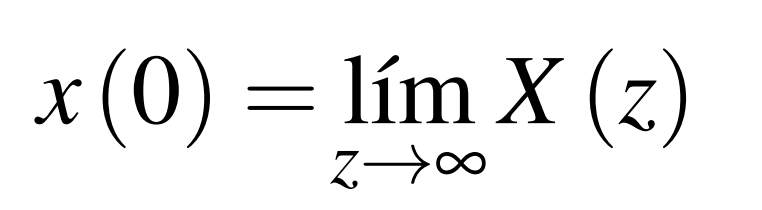 x(0) = lím X(z)
z→∞